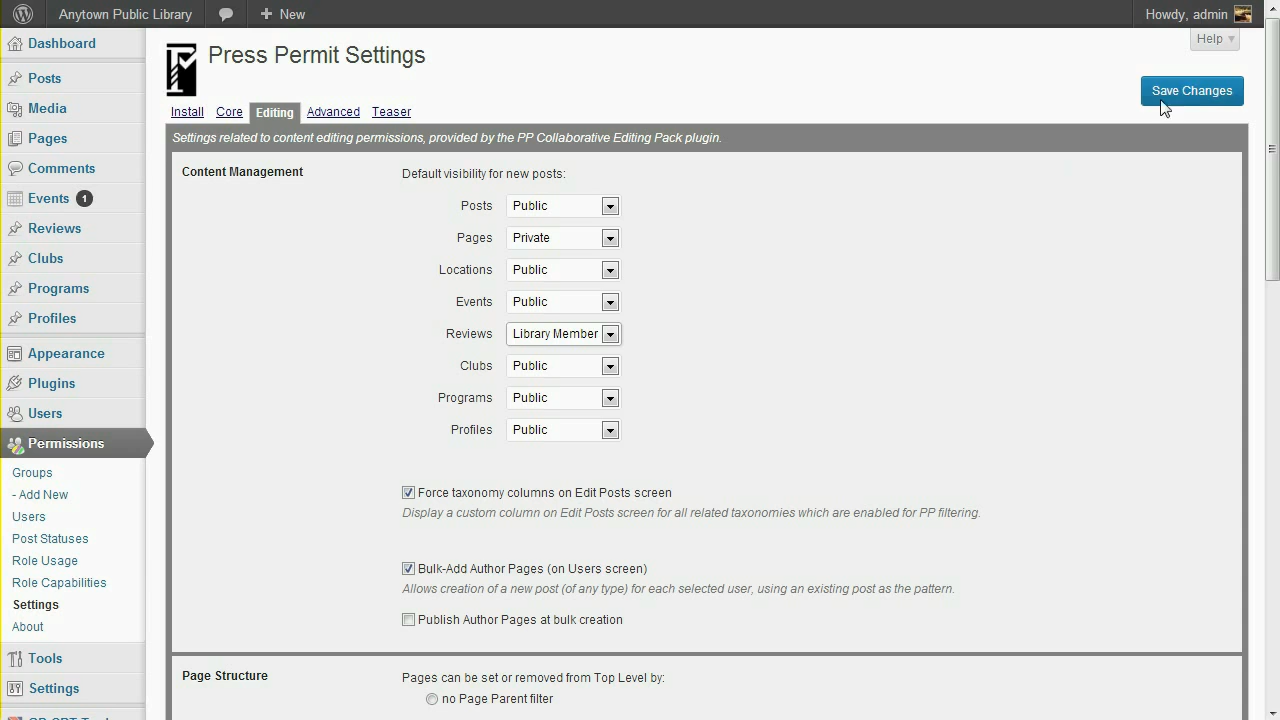 Anytown Public Library
New
Howdy, admin
Dashboard
Posts
Media
Pages
Comments
Events 1
Reviews
Clubs
Programs
Profiles
Appearance
Plugins
Users
Permissions
Groups
- Add New
Users
Post Statuses
Role Usage
Role Capabilities
Settings
About
Tools
Settings
Help
Press Permit Settings
Save Changes
Install Core Editing Advanced Teaser
Settings related to content editing permissions, provided by the PP Collaborative Editing Pack plugin.
Content Management
Default visibility for new posts:
Posts Public
Pages Private
Locations Public
Events Public
Reviews Library Member
Clubs Public
Programs Public
Profiles Public
Force taxonomy columns on Edit Posts screen
Display a custom column on Edit Posts screen for all related taxonomies which are enabled for PP filtering.
Bulk-Add Author Pages (on Users screen)
Allows creation of a new post (of any type) for each selected user, using an existing post as the pattern.
Publish Author Pages at bulk creation
Page Structure
Pages can be set or removed from Top Level by:
no Page Parent filter